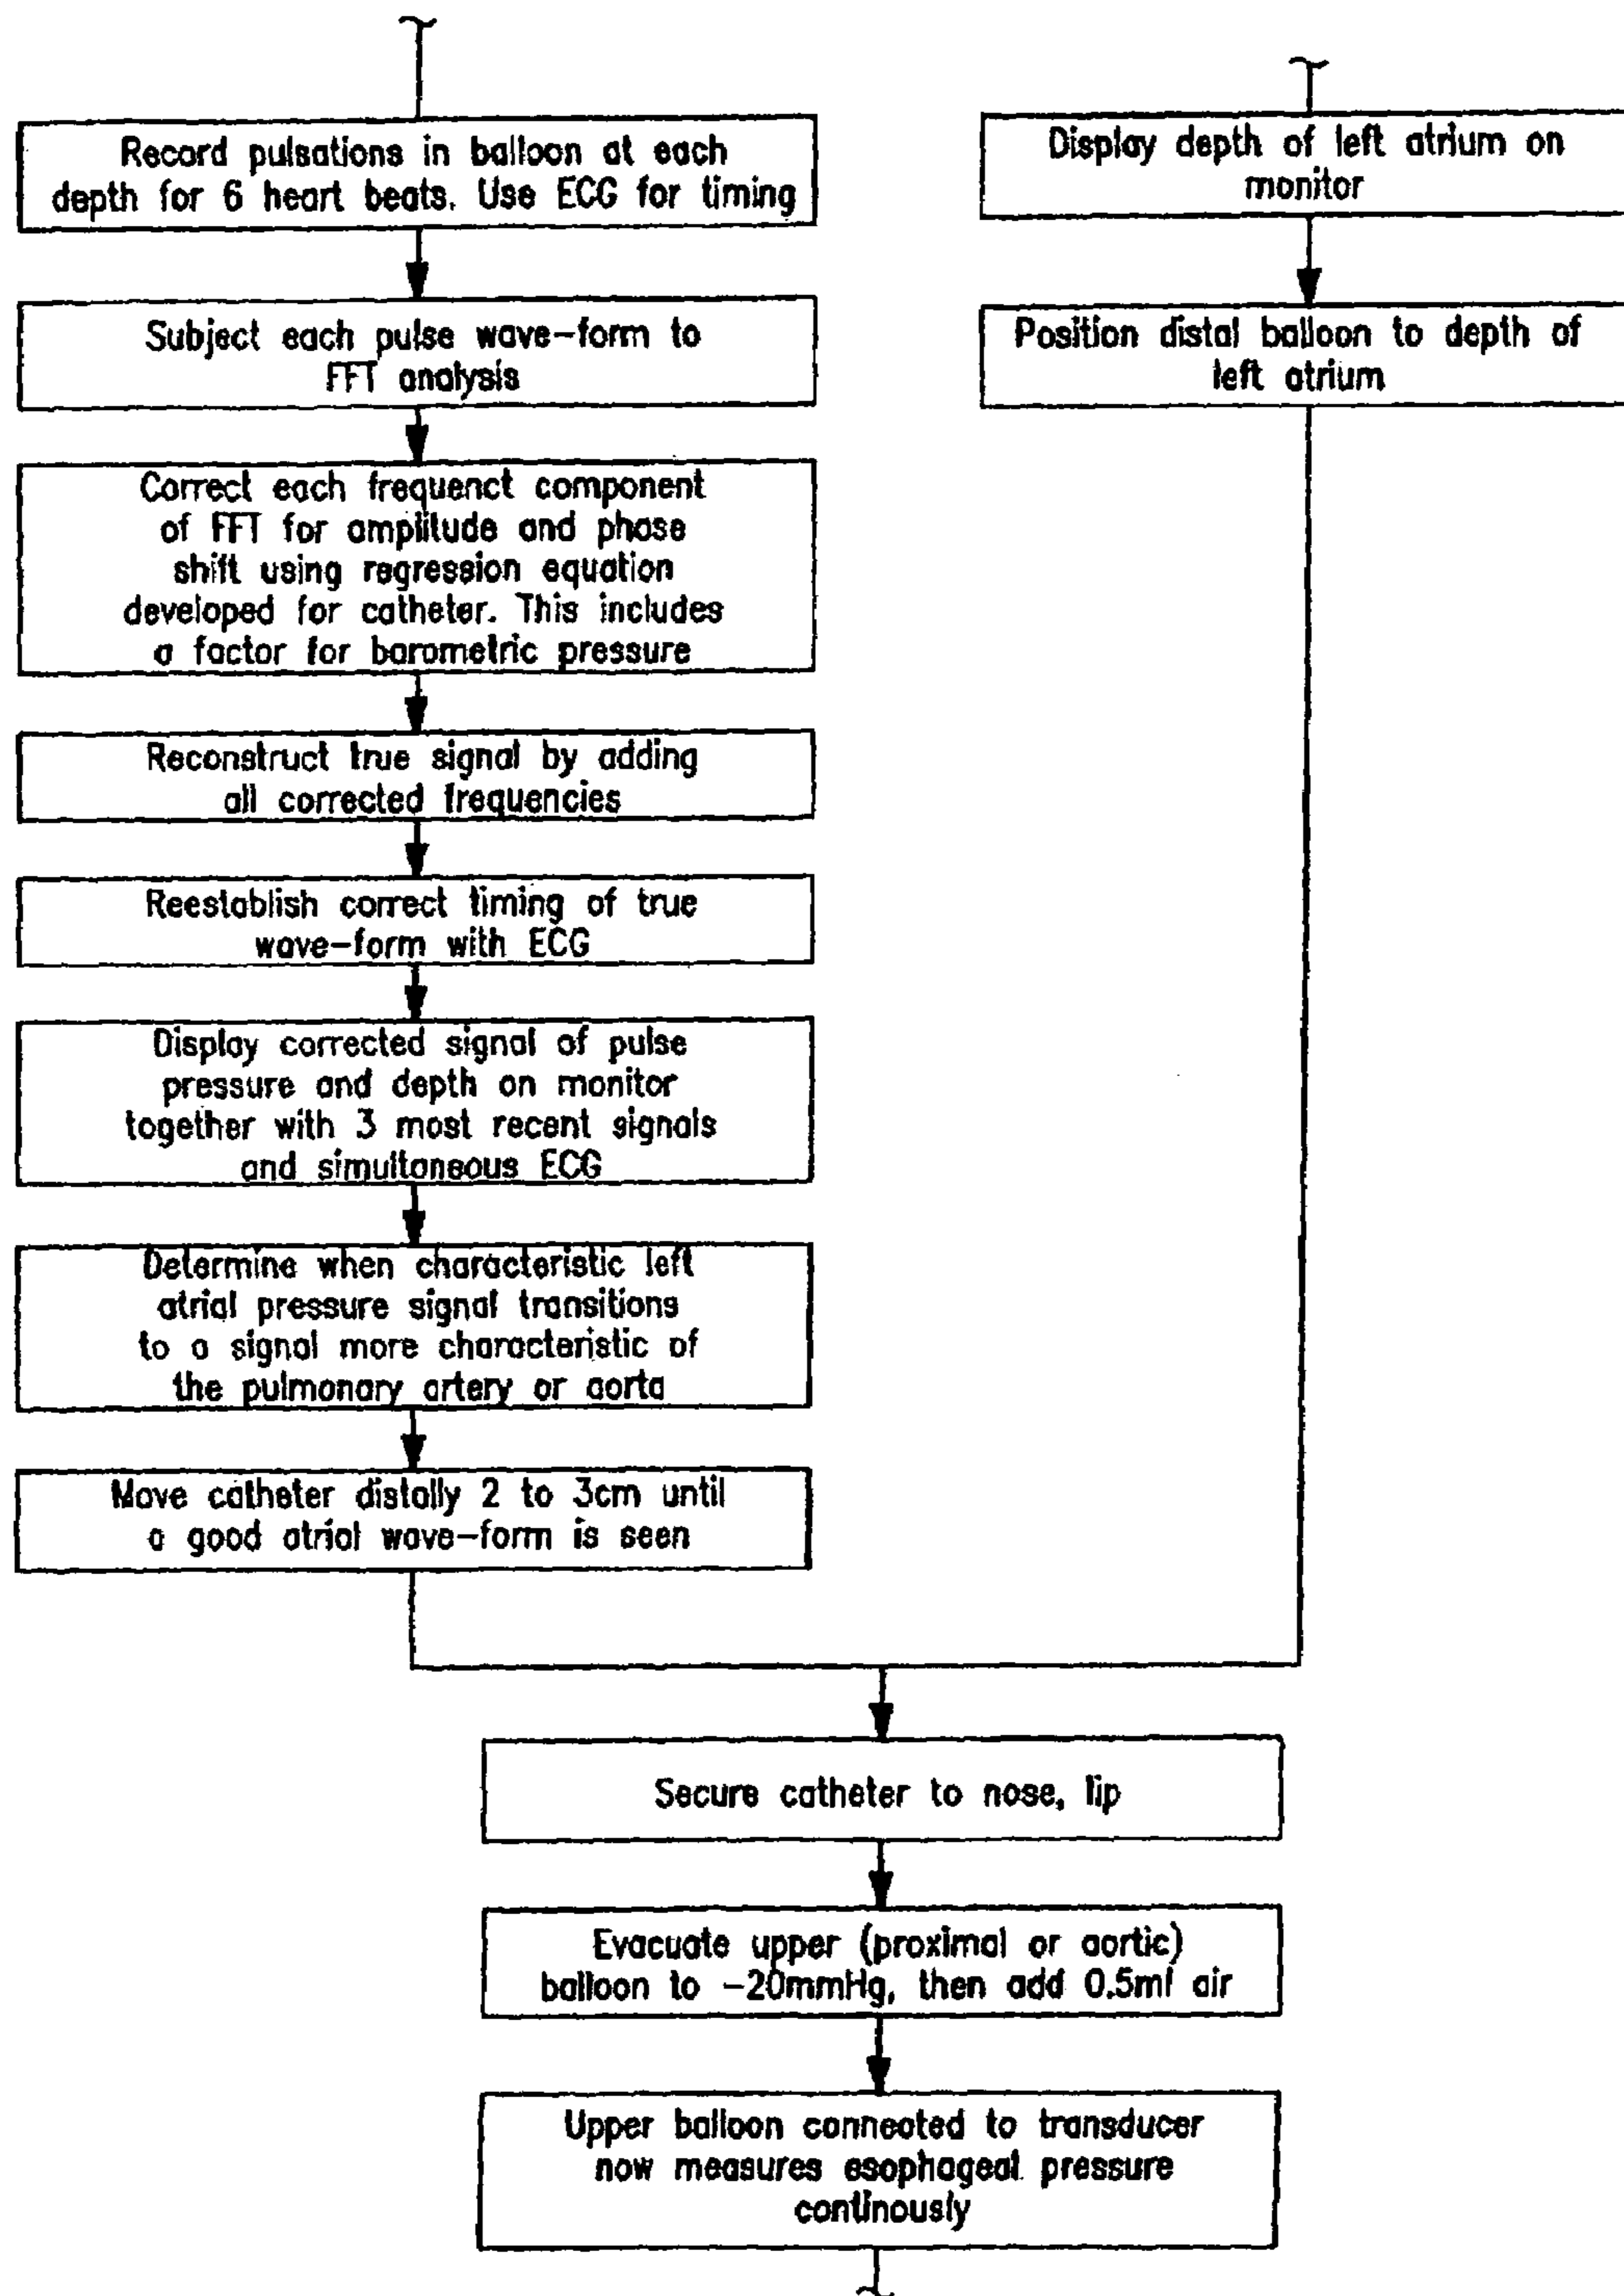 Record pulsations in balloon at each
depth for 6 heart beats. Use ECG for timing
Subject each pulse wave-form to
FFT analysis
Correct each frequenct component
of FFT for amplitude and phase
shift using regression equation
developed for catheter. This includes
a factor for barometric pressure
Reconstruct true signal by adding
all corrected frequencies
Reestablish correct timing of true
wave-form with ECG
Display corrected signal of pulse
pressure and depth on monitor
together with 3 most recent signals
and simultaneous ECG
Determine when characteristic left
atrial pressure signal transitions
to a signal more characteristic of
the pulmonary artery or aorta
Move catheter distally 2 to 3cm until
a good atrial wave-form is seen
Display depth of left atrium on
monitor
Position distal balloon to depth of
left atrium
Secure catheter to nose, lip
Evacuate upper (proximal or aortic)
balloon to -20mmHg, then add 0.5ml air
Upper balloon connected to transducer
now measures esophageal pressure
continously